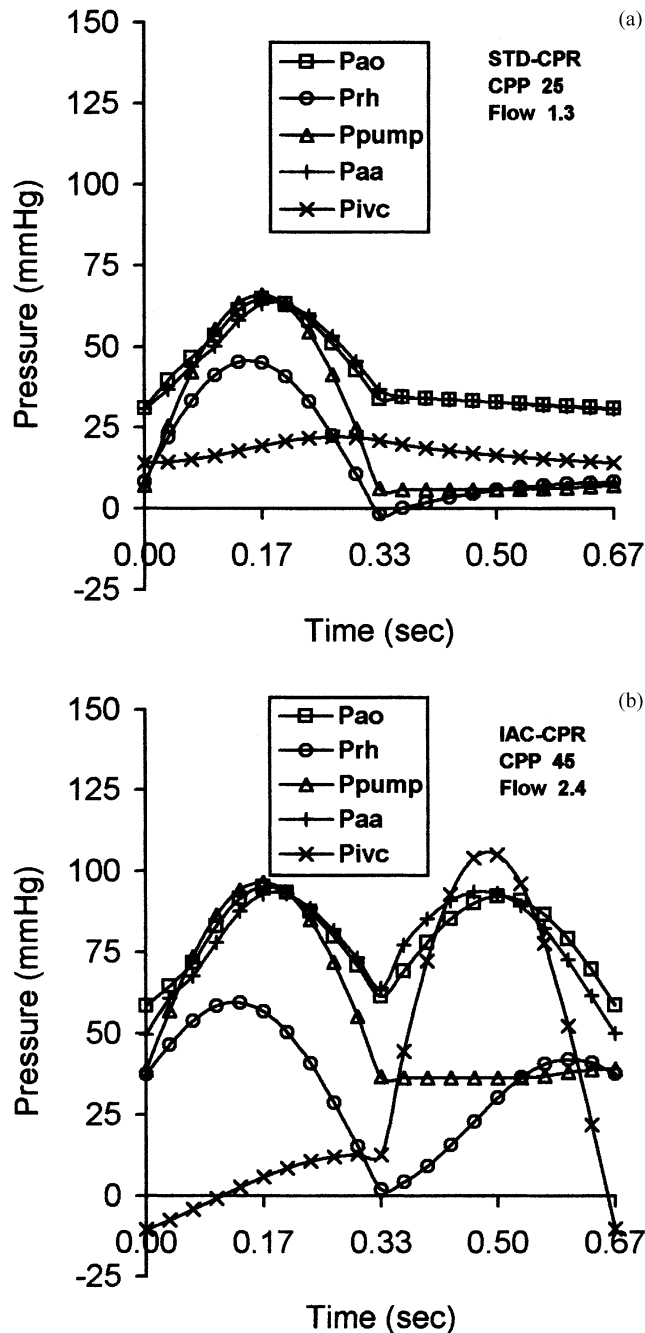 (a)
150
125
100
75
50
25
0
-25
Pressure (mmHg)
Pao
Prh
Ppump
Paa
Pivc
STD-CPR
CPP 25
Flow 1.3
0.00 0.17 0.33 0.50 0.67
Time (sec)
(b)
150
125
100
75
50
25
0
-25
Pressure (mmHg)
Pao
Prh
Ppump
Paa
Pivc
IAC-CPR
CPP 45
Flow 2.4
0.00 0.17 0.33 0.50 0.67
Time (sec)